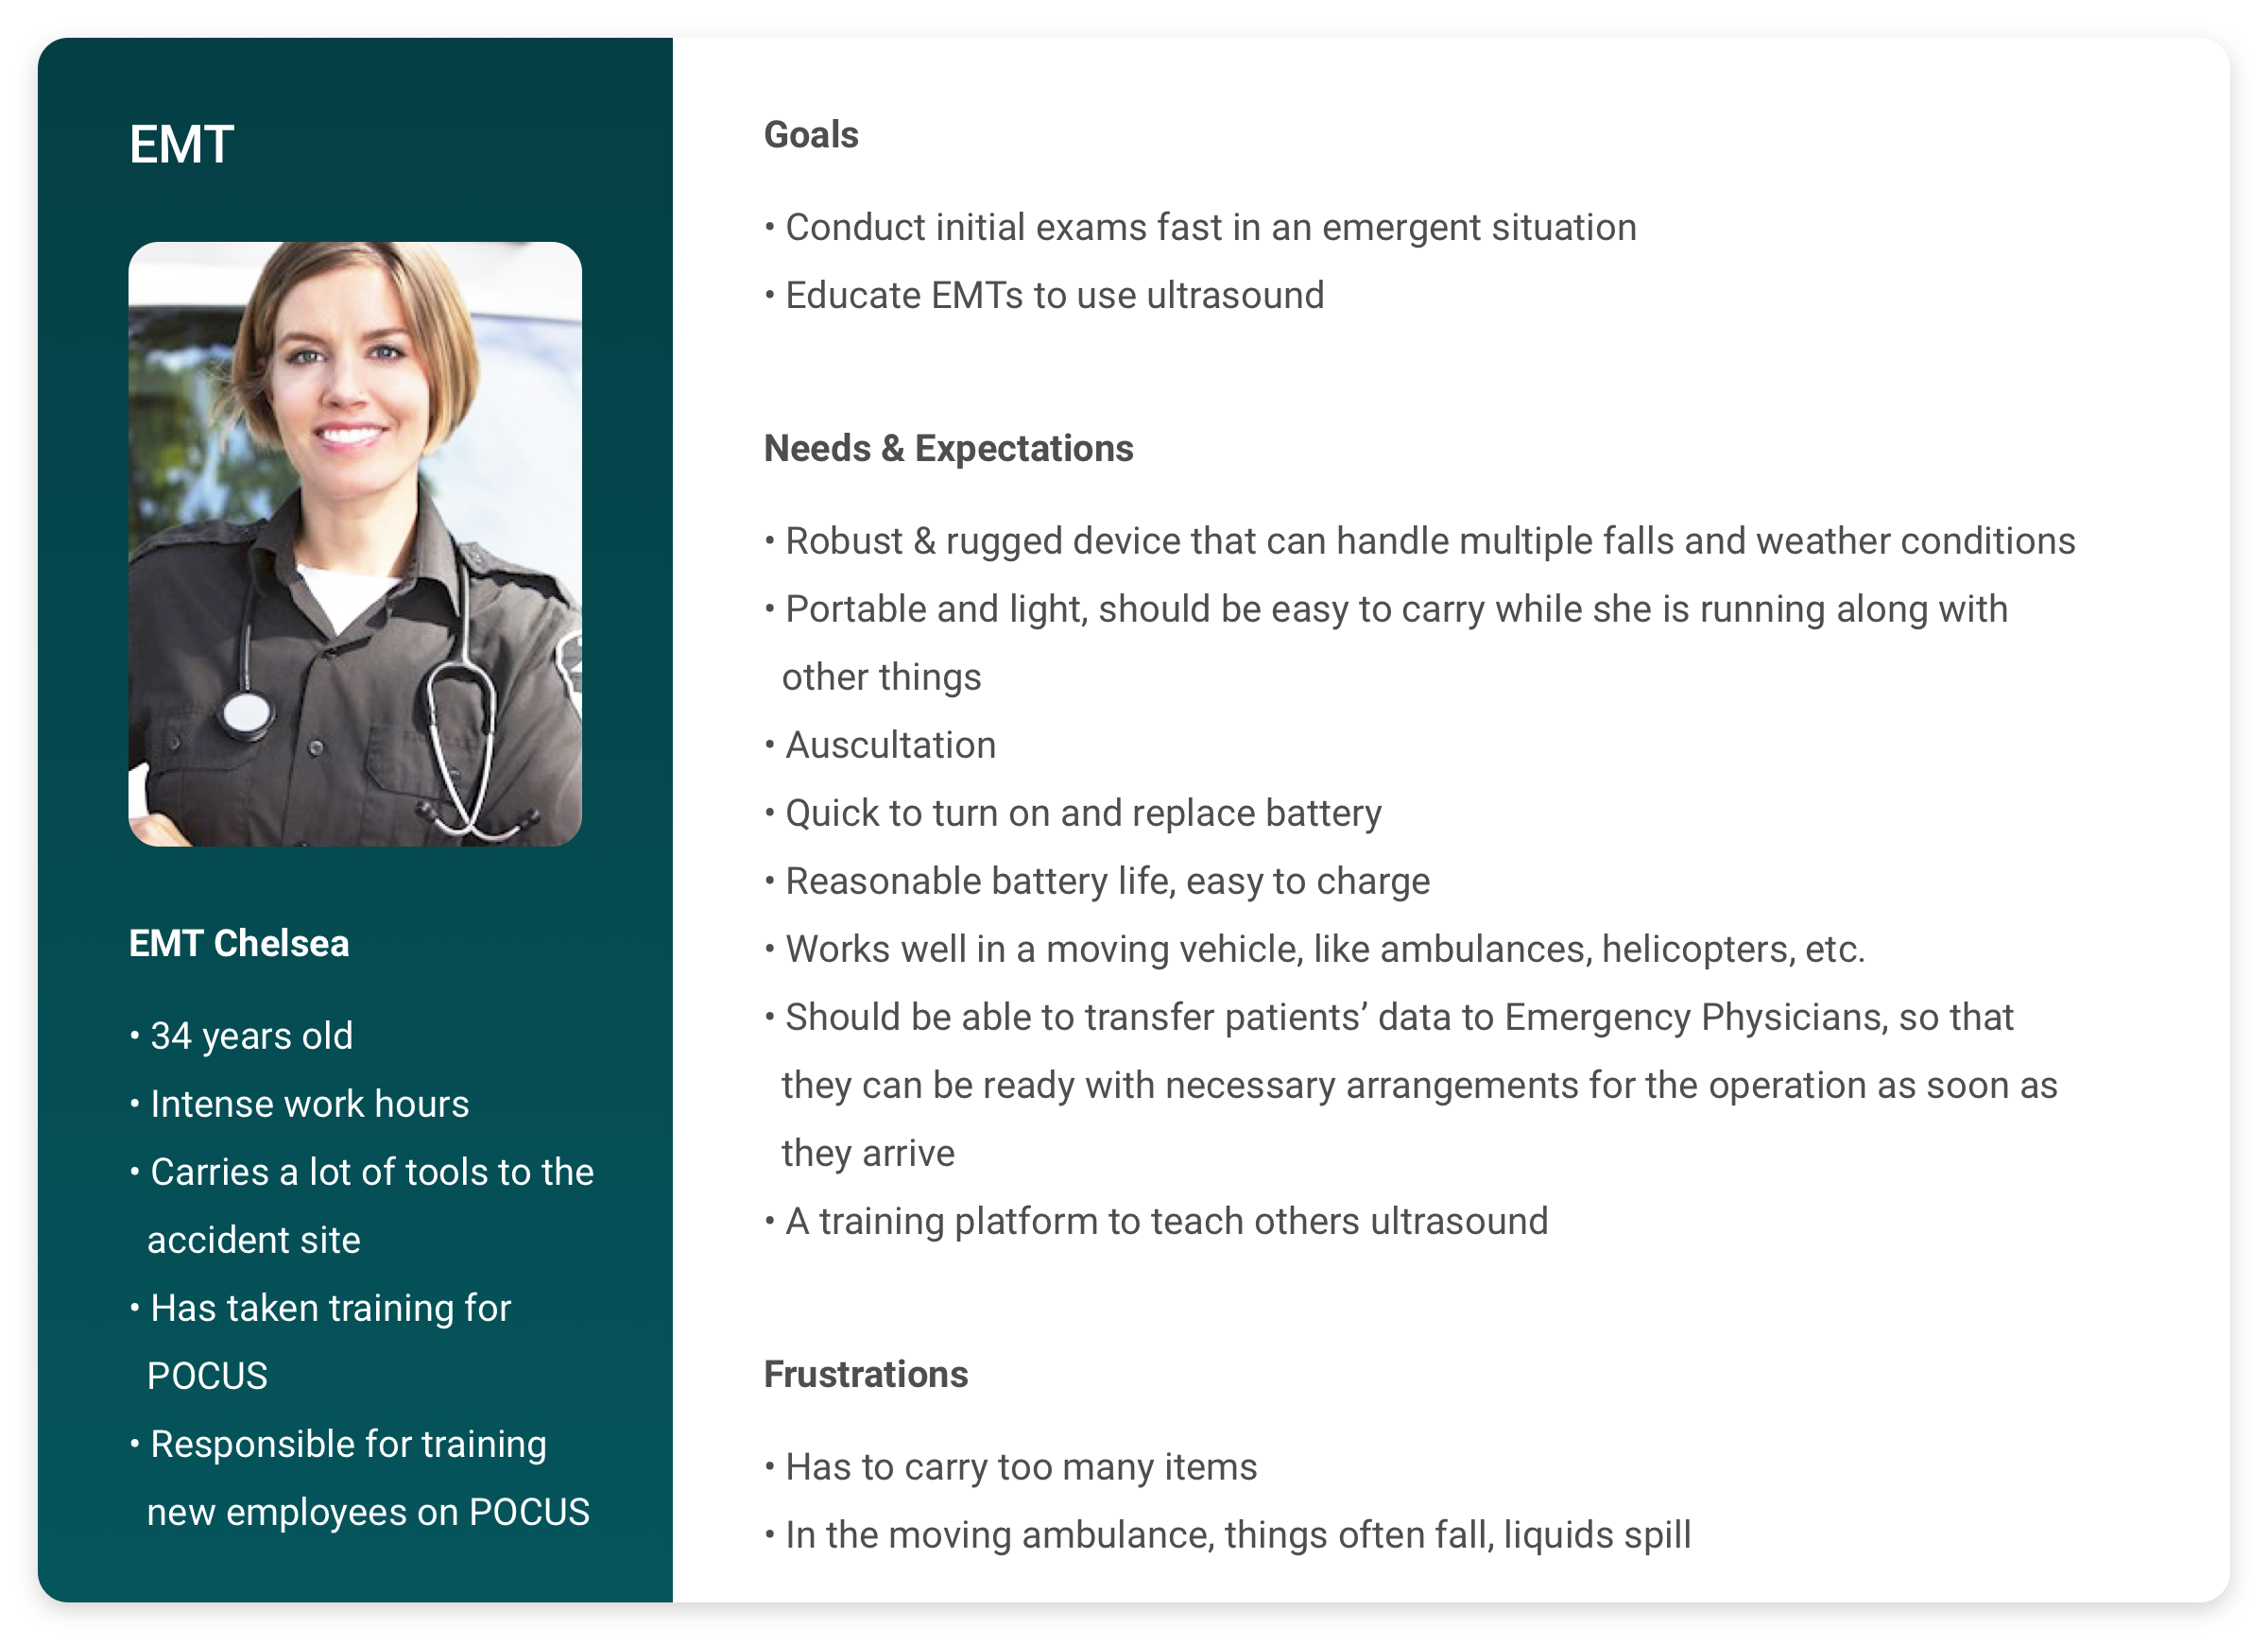 EMT
EMT Chelsea
• 34 years old
• Intense work hours
• Carries a lot of tools to the
accident site
• Has taken training for
POCUS
• Responsible for training
new employees on POCUS
Goals
• Conduct initial exams fast in an emergent situation
• Educate EMTs to use ultrasound
Needs & Expectations
• Robust & rugged device that can handle multiple falls and weather conditions
• Portable and light, should be easy to carry while she is running along with
other things
• Auscultation
• Quick to turn on and replace battery
• Reasonable battery life, easy to charge
• Works well in a moving vehicle, like ambulances, helicopters, etc.
• Should be able to transfer patients’ data to Emergency Physicians, so that
they can be ready with necessary arrangements for the operation as soon as
they arrive
• A training platform to teach others ultrasound
Frustrations
• Has to carry too many items
• In the moving ambulance, things often fall, liquids spill